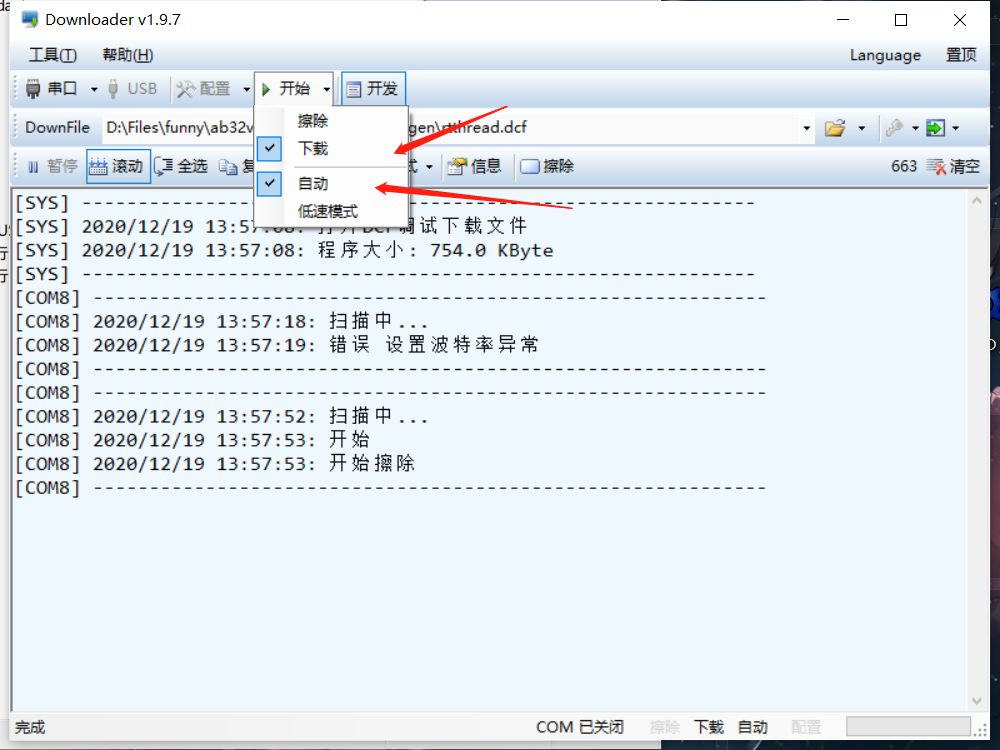 Downloader v1.9.7
工具(T) 帮助(H) Language 置顶
串口 USB 配置 开始 开发
DownFile D:\Files\funny\ab32v gen\rtthread.dcf
擦除
下载
自动
低速模式
暂停 滚动 全选 式 信息 擦除 663 清空
[SYS] ------------------------------------------------------------
[SYS] 2020/12/19 13:57:08: 打开DCF调试下载文件
[SYS] 2020/12/19 13:57:08: 程序大小: 754.0 KByte
[SYS] ------------------------------------------------------------
[COM8] ------------------------------------------------------------
[COM8] 2020/12/19 13:57:18: 扫描中...
[COM8] 2020/12/19 13:57:19: 错误 设置波特率异常
[COM8] ------------------------------------------------------------
[COM8] ------------------------------------------------------------
[COM8] 2020/12/19 13:57:52: 扫描中...
[COM8] 2020/12/19 13:57:53: 开始
[COM8] 2020/12/19 13:57:53: 开始擦除
[COM8] ------------------------------------------------------------
完成 COM 已关闭 擦除 下载 自动 配置